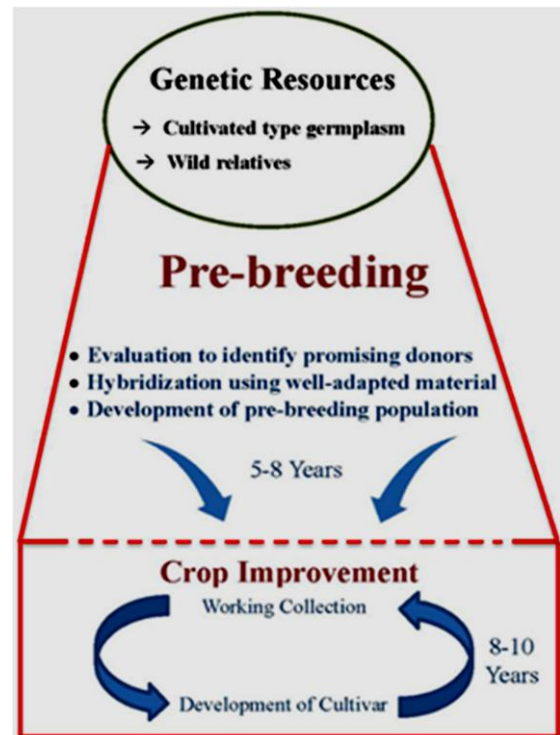 Genetic Resources
→ Cultivated type germplasm
→ Wild relatives
Pre-breeding
• Evaluation to identify promising donors
• Hybridization using well-adapted material
• Development of pre-breeding population
5-8 Years
Crop Improvement
Working Collection
8-10
Years
Development of Cultivar